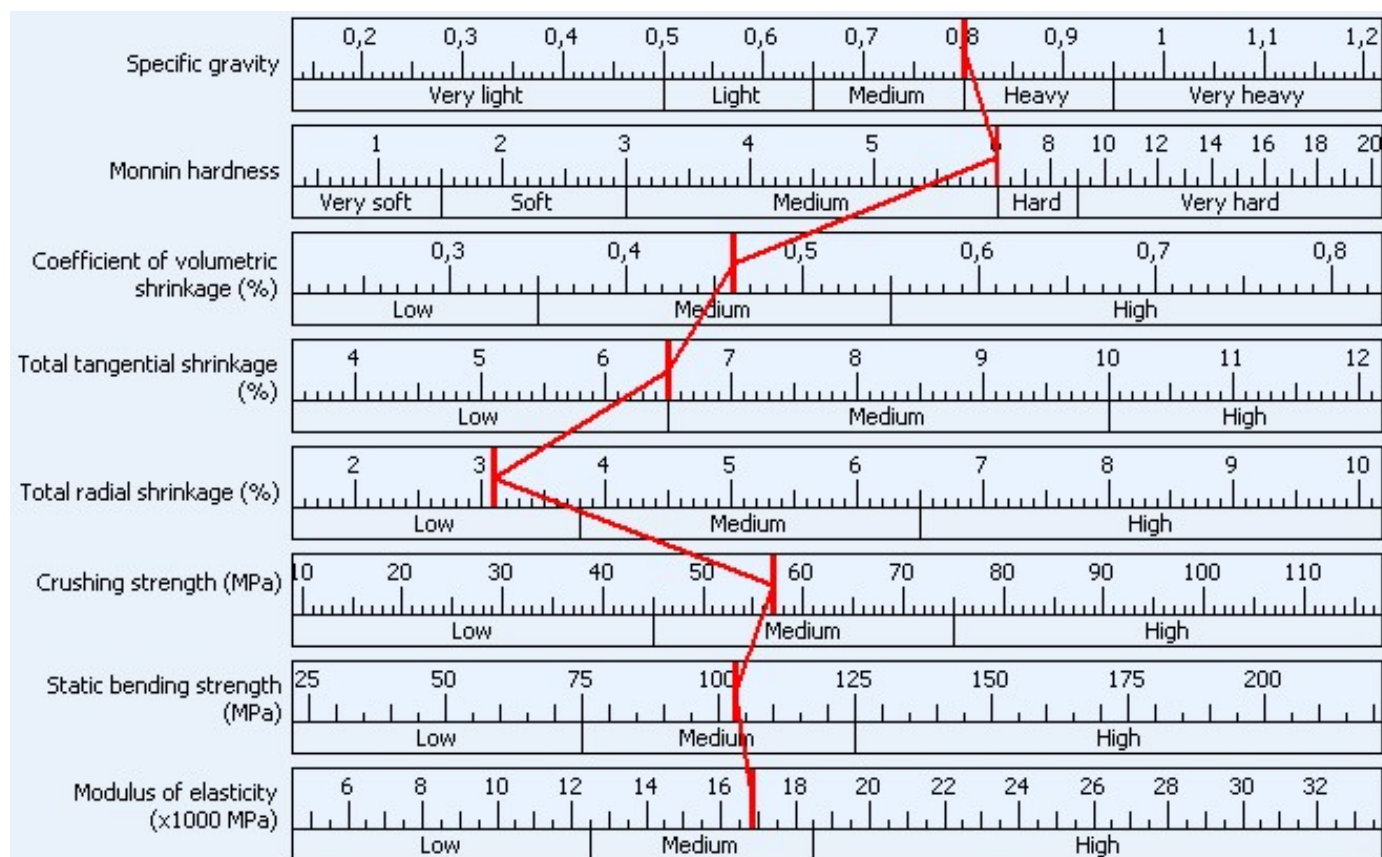 0,2 0,3 0,4 0,5 0,6 0,7 0,8 0,9 1 1,1 1,2
Specific gravity
Very light Light Medium Heavy Very heavy
1 2 3 4 5 6 8 10 12 14 16 18 20
Monnin hardness
Very soft Soft Medium Hard Very hard
0,3 0,4 0,5 0,6 0,7 0,8
Coefficient of volumetric
shrinkage (%)
Low Medium High
4 5 6 7 8 9 10 11 12
Total tangential shrinkage
(%)
Low Medium High
2 3 4 5 6 7 8 9 10
Total radial shrinkage (%)
Low Medium High
10 20 30 40 50 60 70 80 90 100 110
Crushing strength (MPa)
Low Medium High
25 50 75 100 125 150 175 200
Static bending strength
(MPa)
Low Medium High
6 8 10 12 14 16 18 20 22 24 26 28 30 32
Modulus of elasticity
(x1000 MPa)
Low Medium High